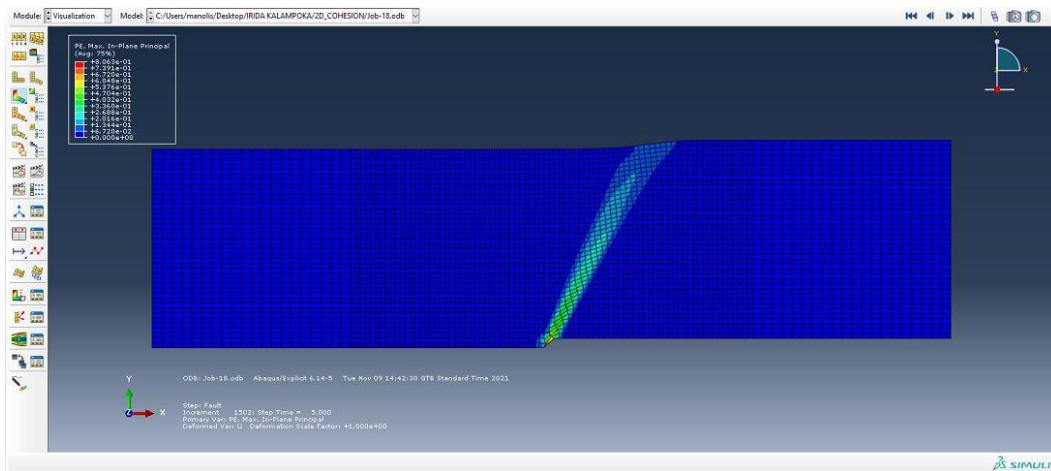 Module: Visualization Model: C:/Users/manolis/Desktop/IRIDA KALAMPOKA/2D_COHESION/Job-18.odb
PE, Max. In-Plane Principal
(Avg: 75%)
+8.063e-01
+7.391e-01
+6.720e-01
+6.048e-01
+5.376e-01
+4.704e-01
+4.032e-01
+3.360e-01
+2.688e-01
+2.016e-01
+1.344e-01
+6.720e-02
+0.000e+00
Y
X
Z
ODB: Job-18.odb Abaqus/Explicit 6.14-5 Tue Nov 09 14:42:30 GTB Standard Time 2021
Y
Z X
Step: Fault
Increment 1502: Step Time = 5.000
Primary Var: PE, Max. In-Plane Principal
Deformed Var: U Deformation Scale Factor: +1.000e+00
SIMULI